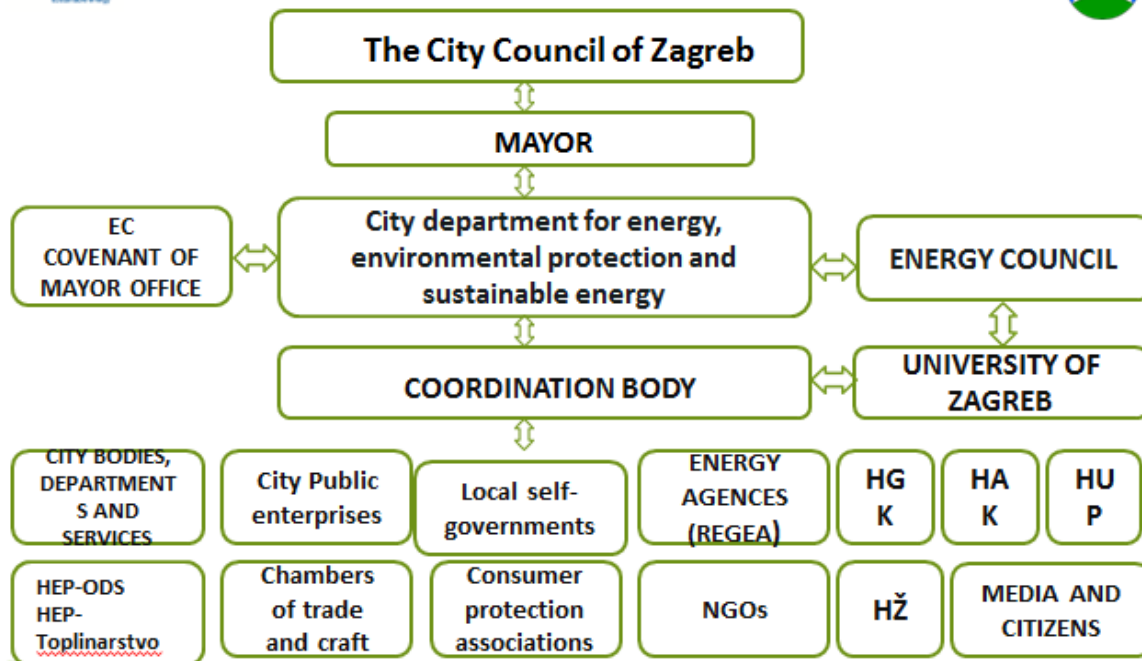 The City Council of Zagreb
MAYOR
EC
COVENANT OF
MAYOR OFFICE
City department for energy,
environmental protection and
sustainable energy
ENERGY COUNCIL
COORDINATION BODY
UNIVERSITY OF
ZAGREB
CITY BODIES,
DEPARTMENT
S AND
SERVICES
City Public
enterprises
Local self-
governments
ENERGY
AGENCES
(REGEA)
HG
K
HA
K
HU
P
HEP-ODS
HEP-
Toplinarstvo
Chambers
of trade
and craft
Consumer
protection
associations
NGOs
HŽ
MEDIA AND
CITIZENS